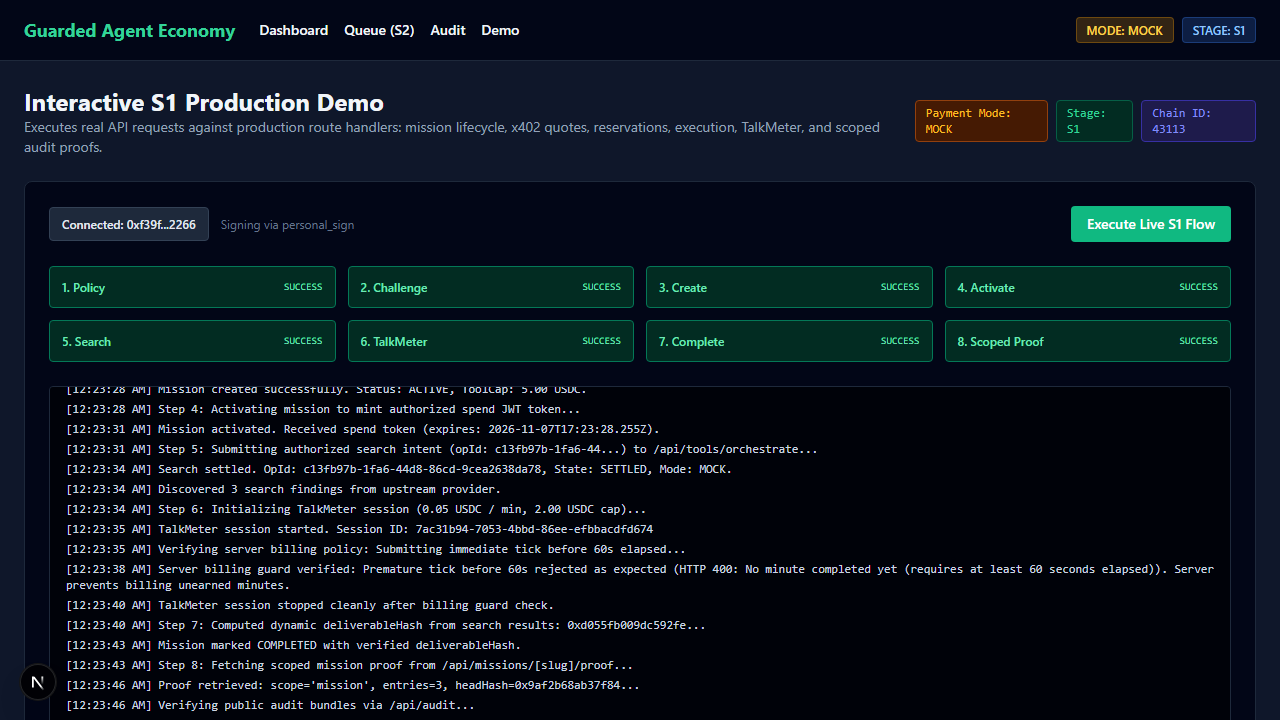 Guarded Agent Economy
Dashboard
Queue (S2)
Audit
Demo
MODE: MOCK
STAGE: S1
Interactive S1 Production Demo
Executes real API requests against production route handlers: mission lifecycle, x402 quotes, reservations, execution, TalkMeter, and scoped
audit proofs.
Payment Mode:
MOCK
Stage:
S1
Chain ID:
43113
Connected: 0xf39f...2266
Signing via personal_sign
Execute Live S1 Flow
1. Policy SUCCESS
2. Challenge SUCCESS
3. Create SUCCESS
4. Activate SUCCESS
5. Search SUCCESS
6. TalkMeter SUCCESS
7. Complete SUCCESS
8. Scoped Proof SUCCESS
[12:23:28 AM] Mission created successfully. Status: ACTIVE, ToolCap: 5.00 USDC.
[12:23:28 AM] Step 4: Activating mission to mint authorized spend JWT token...
[12:23:31 AM] Mission activated. Received spend token (expires: 2026-11-07T17:23:28.255Z).
[12:23:31 AM] Step 5: Submitting authorized search intent (opId: c13fb97b-1fa6-44...) to /api/tools/orchestrate...
[12:23:34 AM] Search settled. OpId: c13fb97b-1fa6-44d8-86cd-9cea2638da78, State: SETTLED, Mode: MOCK.
[12:23:34 AM] Discovered 3 search findings from upstream provider.
[12:23:34 AM] Step 6: Initializing TalkMeter session (0.05 USDC / min, 2.00 USDC cap)...
[12:23:35 AM] TalkMeter session started. Session ID: 7ac31b94-7053-4bbd-86ee-efbbacdfd674
[12:23:35 AM] Verifying server billing policy: Submitting immediate tick before 60s elapsed...
[12:23:38 AM] Server billing guard verified: Premature tick before 60s rejected as expected (HTTP 400: No minute completed yet (requires at least 60 seconds elapsed)). Server
prevents billing unearned minutes.
[12:23:40 AM] TalkMeter session stopped cleanly after billing guard check.
[12:23:40 AM] Step 7: Computed dynamic deliverableHash from search results: 0xd055fb009dc592fe...
[12:23:43 AM] Mission marked COMPLETED with verified deliverableHash.
[12:23:43 AM] Step 8: Fetching scoped mission proof from /api/missions/[slug]/proof...
[12:23:46 AM] Proof retrieved: scope='mission', entries=3, headHash=0x9af2b68ab37f84...
[12:23:46 AM] Verifying public audit bundles via /api/audit...
N